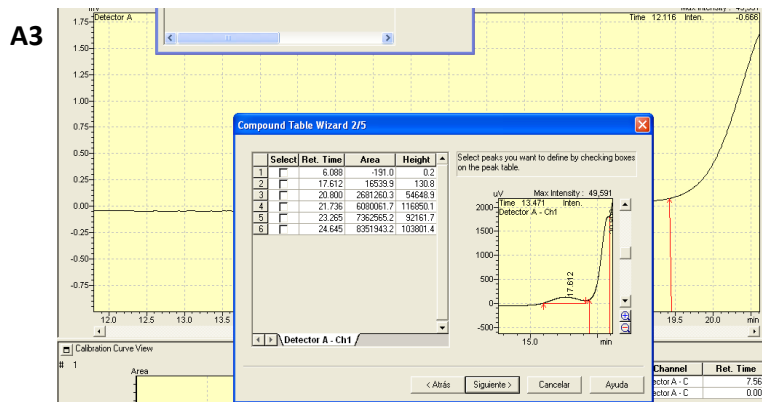 A3
mV
Max Intensity : 49,591
Detector A
Time 12.116 Inten. -0.666
1.75
1.50
1.25
1.00
0.75
0.50
0.25
0.00
-0.25
-0.50
-0.75
12.0 12.5 13.0 13.5 19.5 20.0 min
Compound Table Wizard 2/5
Select Ret. Time Area Height
1 6.088 -191.0 0.2
2 17.612 16539.9 130.8
3 20.800 2681260.3 54648.9
4 21.736 6080061.7 116850.1
5 23.265 7362565.2 92161.7
6 24.645 8351943.2 103801.4
Detector A - Ch1
Select peaks you want to define by checking boxes
on the peak table.
uV Max Intensity : 49,591
Time 13.471 Inten.
Detector A - Ch1
2000
1500
1000
500
0
-500
17.612
15.0 min
< Atrás Siguiente > Cancelar Ayuda
Calibration Curve View
# 1
Area
Channel Ret. Time
ector A - C 7.56
ector A - C 0.00